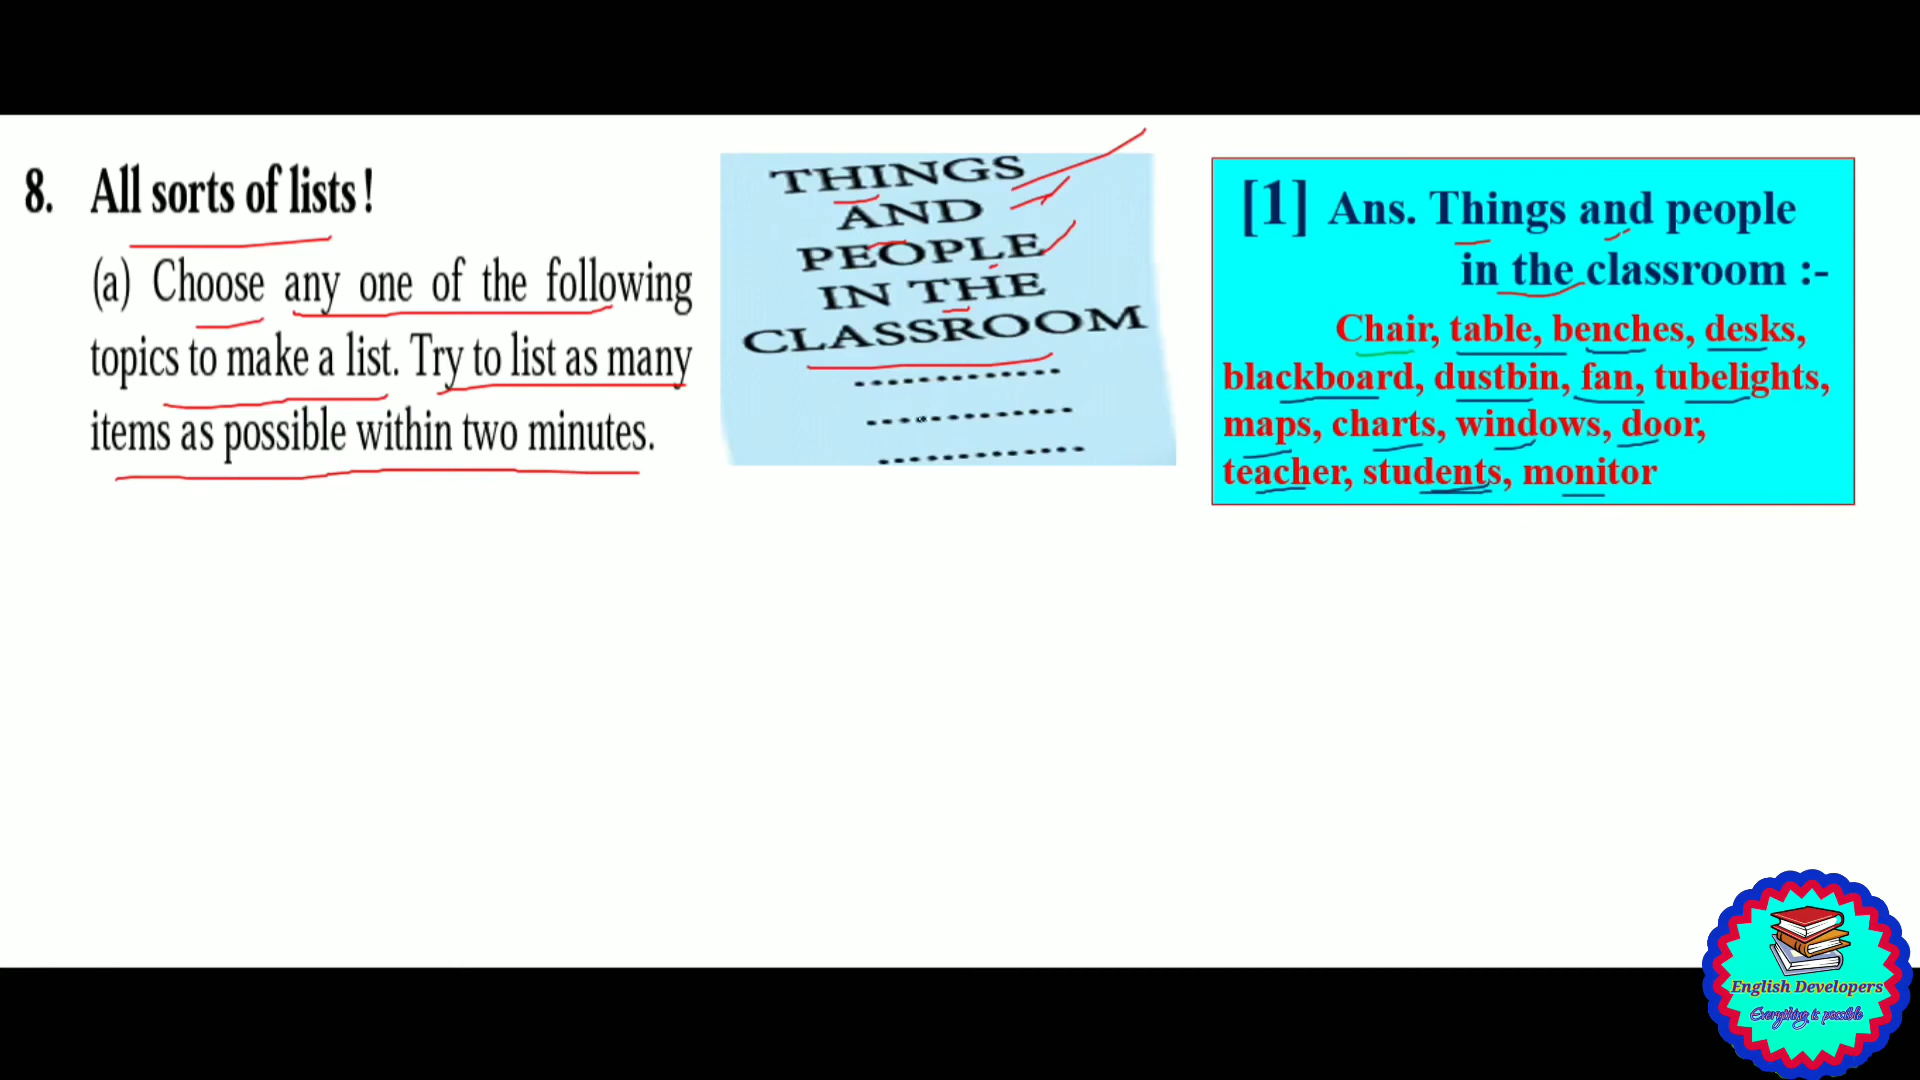 8. All sorts of lists !
(a) Choose any one of the following
topics to make a list. Try to list as many
items as possible within two minutes.
THINGS
AND
PEOPLE
IN THE
CLASSROOM
[1] Ans. Things and people
in the classroom :-
Chair, table, benches, desks,
blackboard, dustbin, fan, tubelights,
maps, charts, windows, door,
teacher, students, monitor
English Developers
Everything is possible